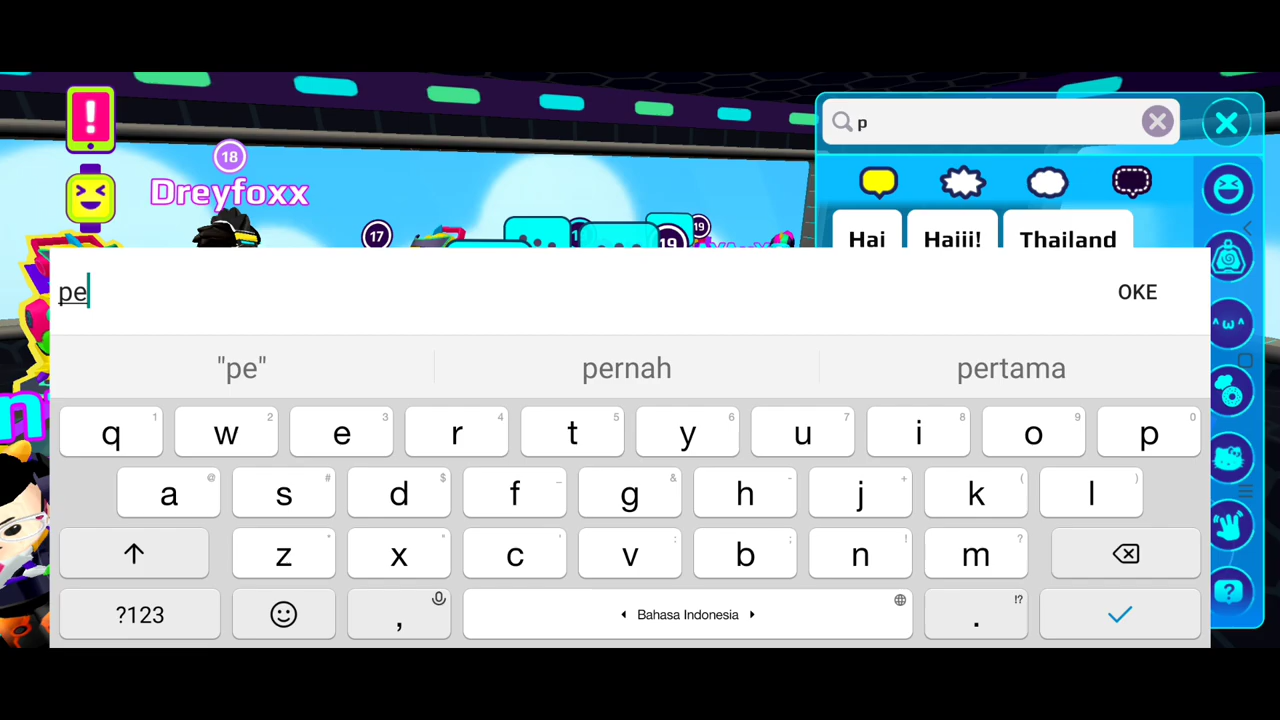 18
Dreyfoxx
17
19
19
p
Hai
Haiii!
Thailand
^ω^
pe
OKE
"pe"
pernah
pertama
q 1 w 2 e 3 r 4 t 5 y 6 u 7 i 8 o 9 p 0
a @ s # d $ f _ g & h - j + k ( l )
z * x " c ' v : b ; n ! m ?
?123 , Bahasa Indonesia . !?